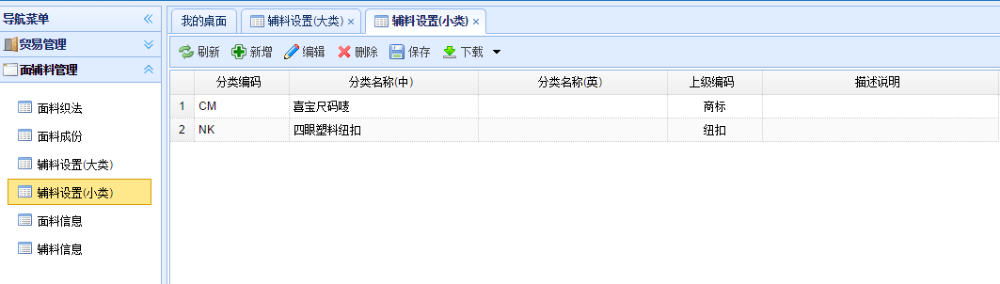 导航菜单
贸易管理
面辅料管理
面料织法
面料成份
辅料设置(大类)
辅料设置(小类)
面料信息
辅料信息
我的桌面 辅料设置(大类) 辅料设置(小类)
刷新 新增 编辑 删除 保存 下载
分类编码 分类名称(中) 分类名称(英) 上级编码 描述说明
1 CM 喜宝尺码唛 商标
2 NK 四眼塑料纽扣 纽扣